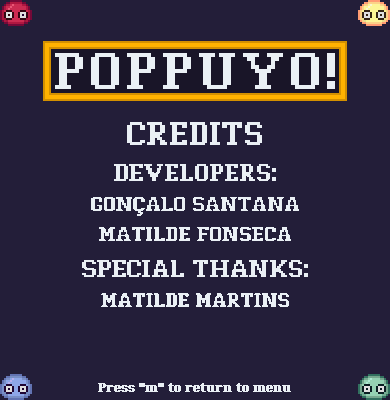 POPPUYO!
CREDITS
DEVELOPERS:
GONÇALO SANTANA
MATILDE FONSECA
SPECIAL THANKS:
MATILDE MARTINS
Press "m" to return to menu